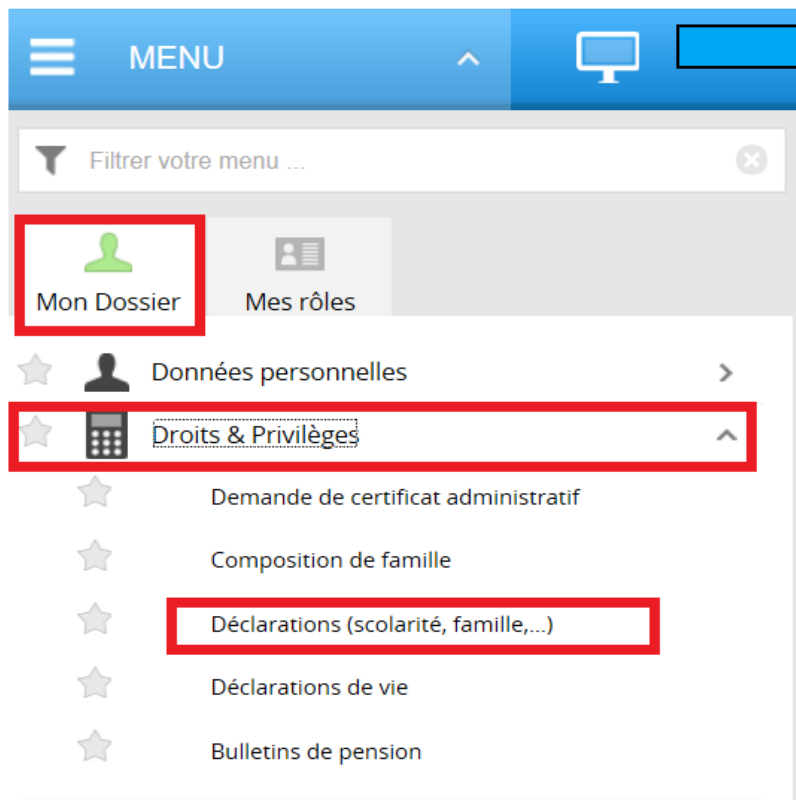 MENU
Filtrer votre menu ...
Mon Dossier
Mes rôles
Données personnelles
Droits & Privilèges
Demande de certificat administratif
Composition de famille
Déclarations (scolarité, famille,...)
Déclarations de vie
Bulletins de pension